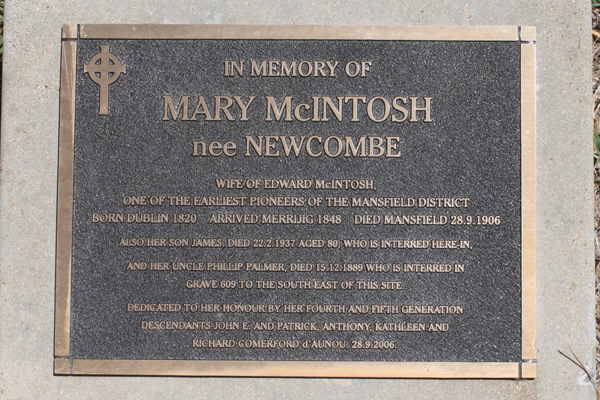 IN MEMORY OF
MARY McINTOSH
nee NEWCOMBE
WIFE OF EDWARD McINTOSH,
ONE OF THE EARLIEST PIONEERS OF THE MANSFIELD DISTRICT
BORN DUBLIN 1820 ARRIVED MERRIJIG 1848 DIED MANSFIELD 28.9.1906
ALSO HER SON JAMES, DIED 22.2.1937 AGED 80, WHO IS INTERRED HERE-IN,
AND HER UNCLE PHILLIP PALMER, DIED 15.12.1889 WHO IS INTERRED IN
GRAVE 609 TO THE SOUTH EAST OF THIS SITE.
DEDICATED TO HER HONOUR BY HER FOURTH AND FIFTH GENERATION
DESCENDANTS JOHN E. AND PATRICK, ANTHONY, KATHLEEN AND
RICHARD COMERFORD d'AUNOU. 28.9.2006